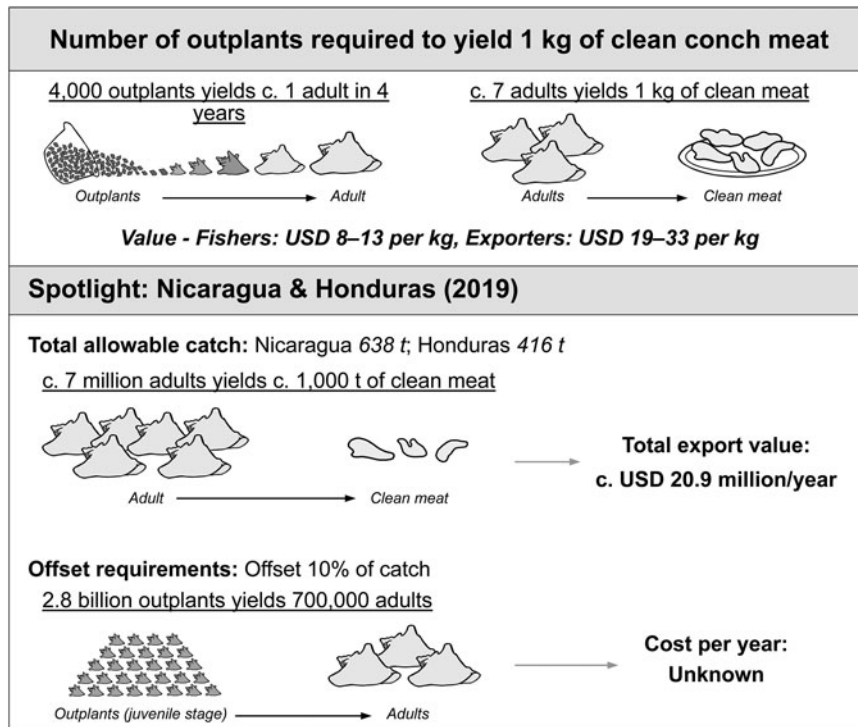 Number of outplants required to yield 1 kg of clean conch meat
4,000 outplants yields c. 1 adult in 4
years
c. 7 adults yields 1 kg of clean meat
Outplants
Adult
Adults
Clean meat
Value - Fishers: USD 8–13 per kg, Exporters: USD 19–33 per kg
Spotlight: Nicaragua & Honduras (2019)
Total allowable catch: Nicaragua 638 t; Honduras 416 t
c. 7 million adults yields c. 1,000 t of clean meat
Adult
Clean meat
Total export value:
c. USD 20.9 million/year
Offset requirements: Offset 10% of catch
2.8 billion outplants yields 700,000 adults
Outplants (juvenile stage)
Adults
Cost per year:
Unknown